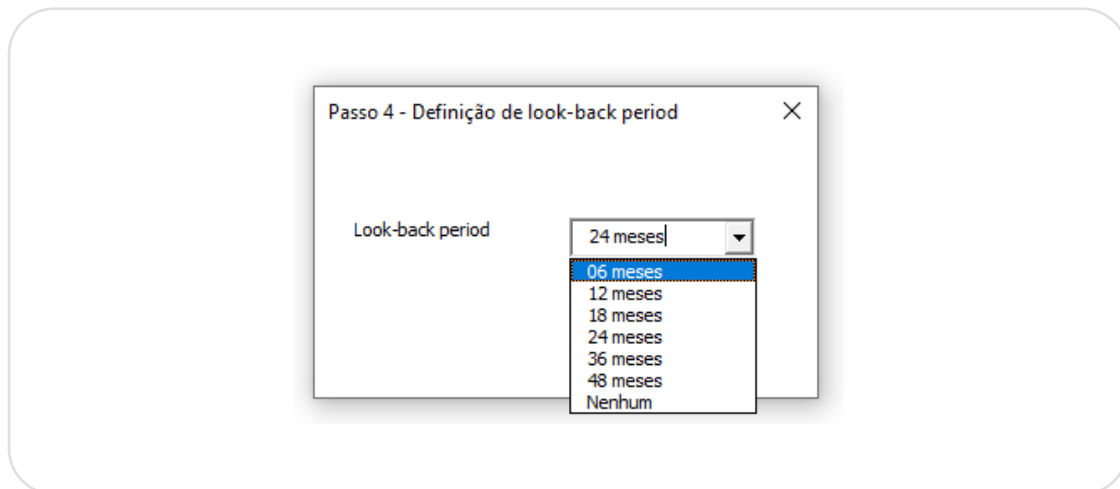 Passo 4 - Definição de look-back period
Look-back period
24 meses
06 meses
12 meses
18 meses
24 meses
36 meses
48 meses
Nenhum